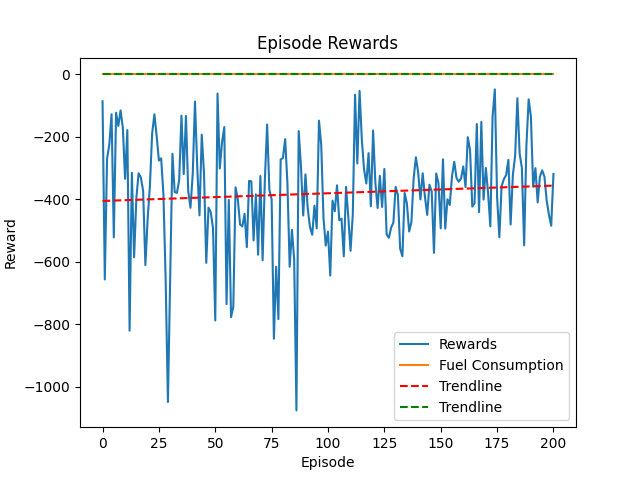 Episode Rewards
0
−200
−400
−600
−800
−1000
Reward
0
25
50
75
100
125
150
175
200
Episode
Rewards
Fuel Consumption
Trendline
Trendline